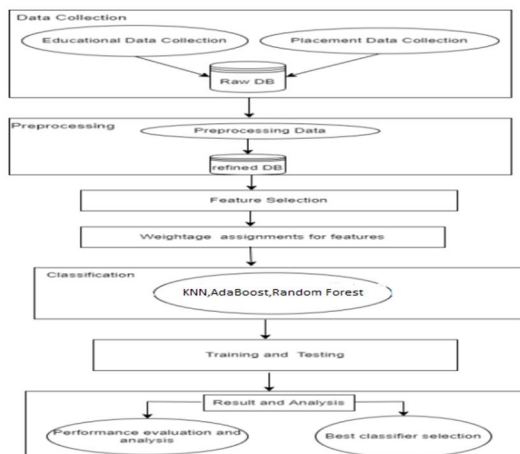 Data Collection
Educational Data Collection
Placement Data Collection
Raw DB
Preprocessing
Preprocessing Data
refined DB
Feature Selection
Weightage assignments for features
Classification
KNN,AdaBoost,Random Forest
Training and Testing
Result and Analysis
Performance evaluation and
analysis
Best classifier selection